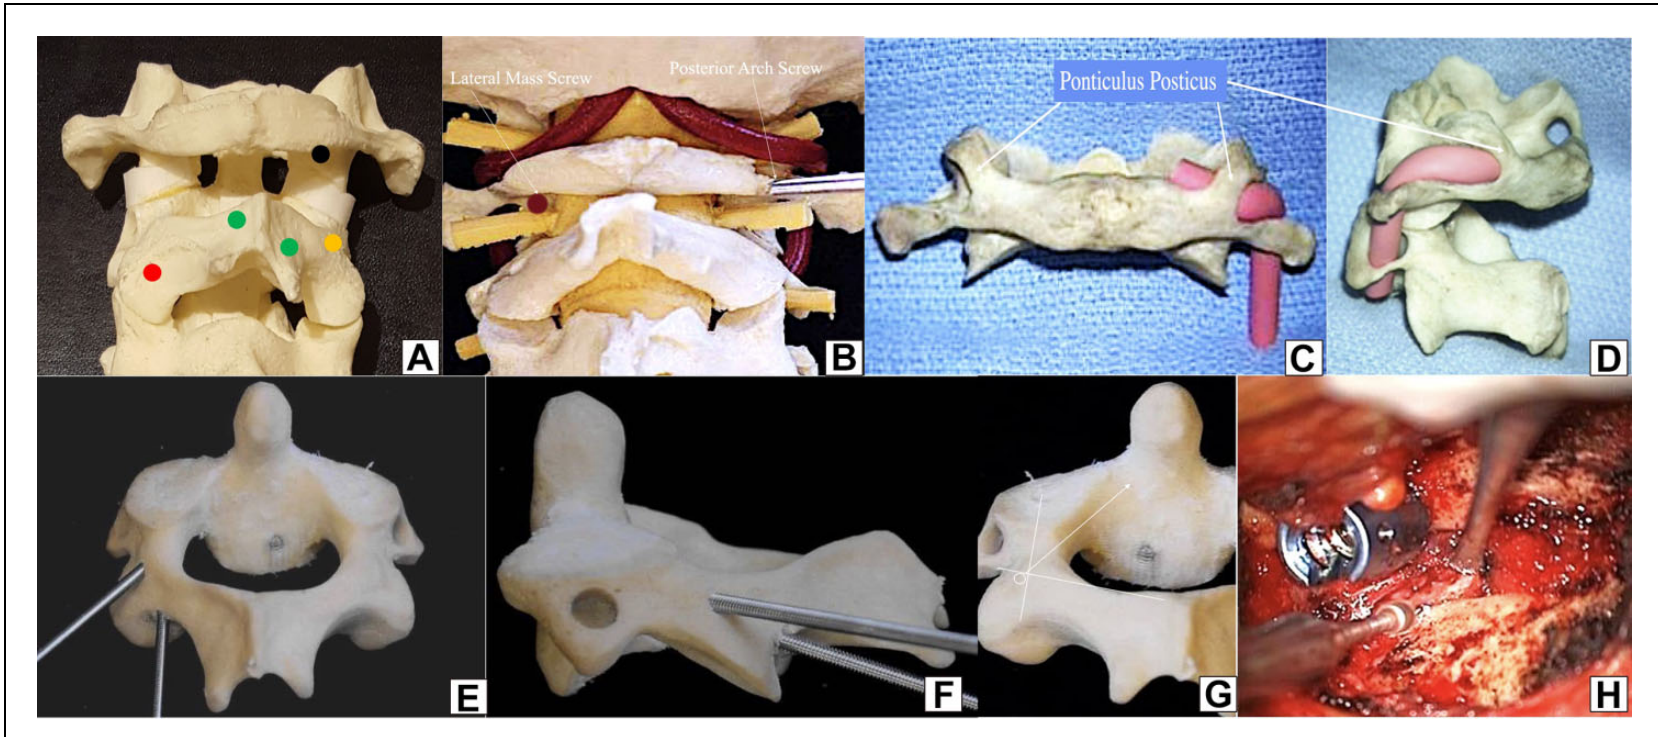 Lateral Mass Screw
Posterior Arch Screw
Ponticulus Posticus
A
B
C
D
E
F
G
H